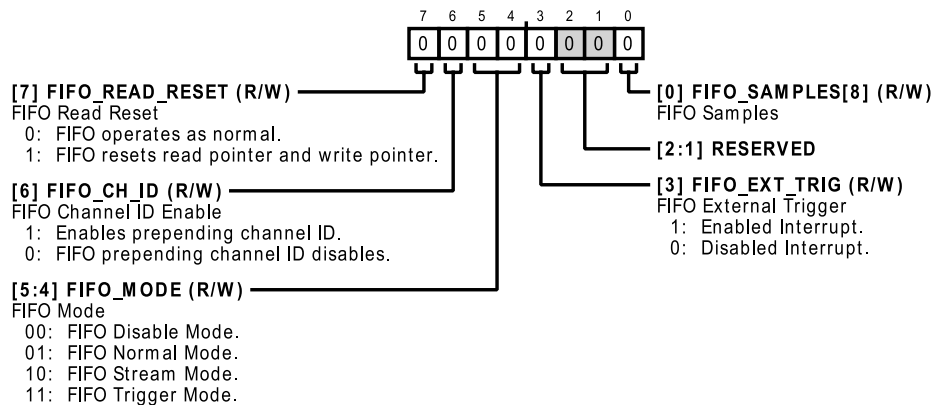 7 6 5 4 3 2 1 0
0 0 0 0 0 0 0 0
[7] FIFO_READ_RESET (R/W)
FIFO Read Reset
0: FIFO operates as normal.
1: FIFO resets read pointer and write pointer.
[6] FIFO_CH_ID (R/W)
FIFO Channel ID Enable
1: Enables prepending channel ID.
0: FIFO prepending channel ID disables.
[5:4] FIFO_MODE (R/W)
FIFO Mode
00: FIFO Disable Mode.
01: FIFO Normal Mode.
10: FIFO Stream Mode.
11: FIFO Trigger Mode.
[0] FIFO_SAMPLES[8] (R/W)
FIFO Samples
[2:1] RESERVED
[3] FIFO_EXT_TRIG (R/W)
FIFO External Trigger
1: Enabled Interrupt.
0: Disabled Interrupt.